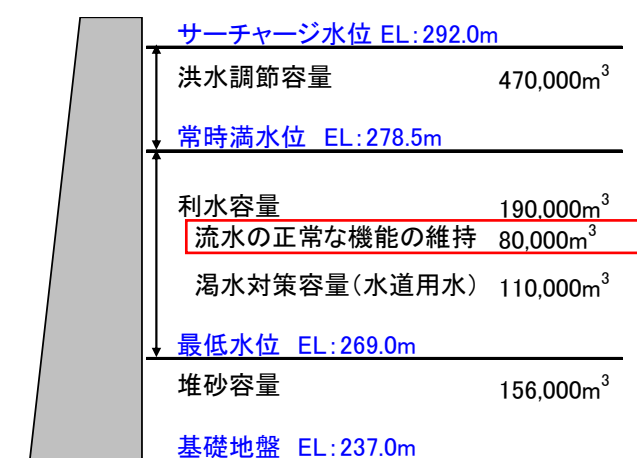 サーチャージ水位 EL:292.0m
洪水調節容量 470,000m³
常時満水位 EL:278.5m
利水容量 190,000m³
流水の正常な機能の維持 80,000m³
渇水対策容量(水道用水) 110,000m³
最低水位 EL:269.0m
堆砂容量 156,000m³
基礎地盤 EL:237.0m